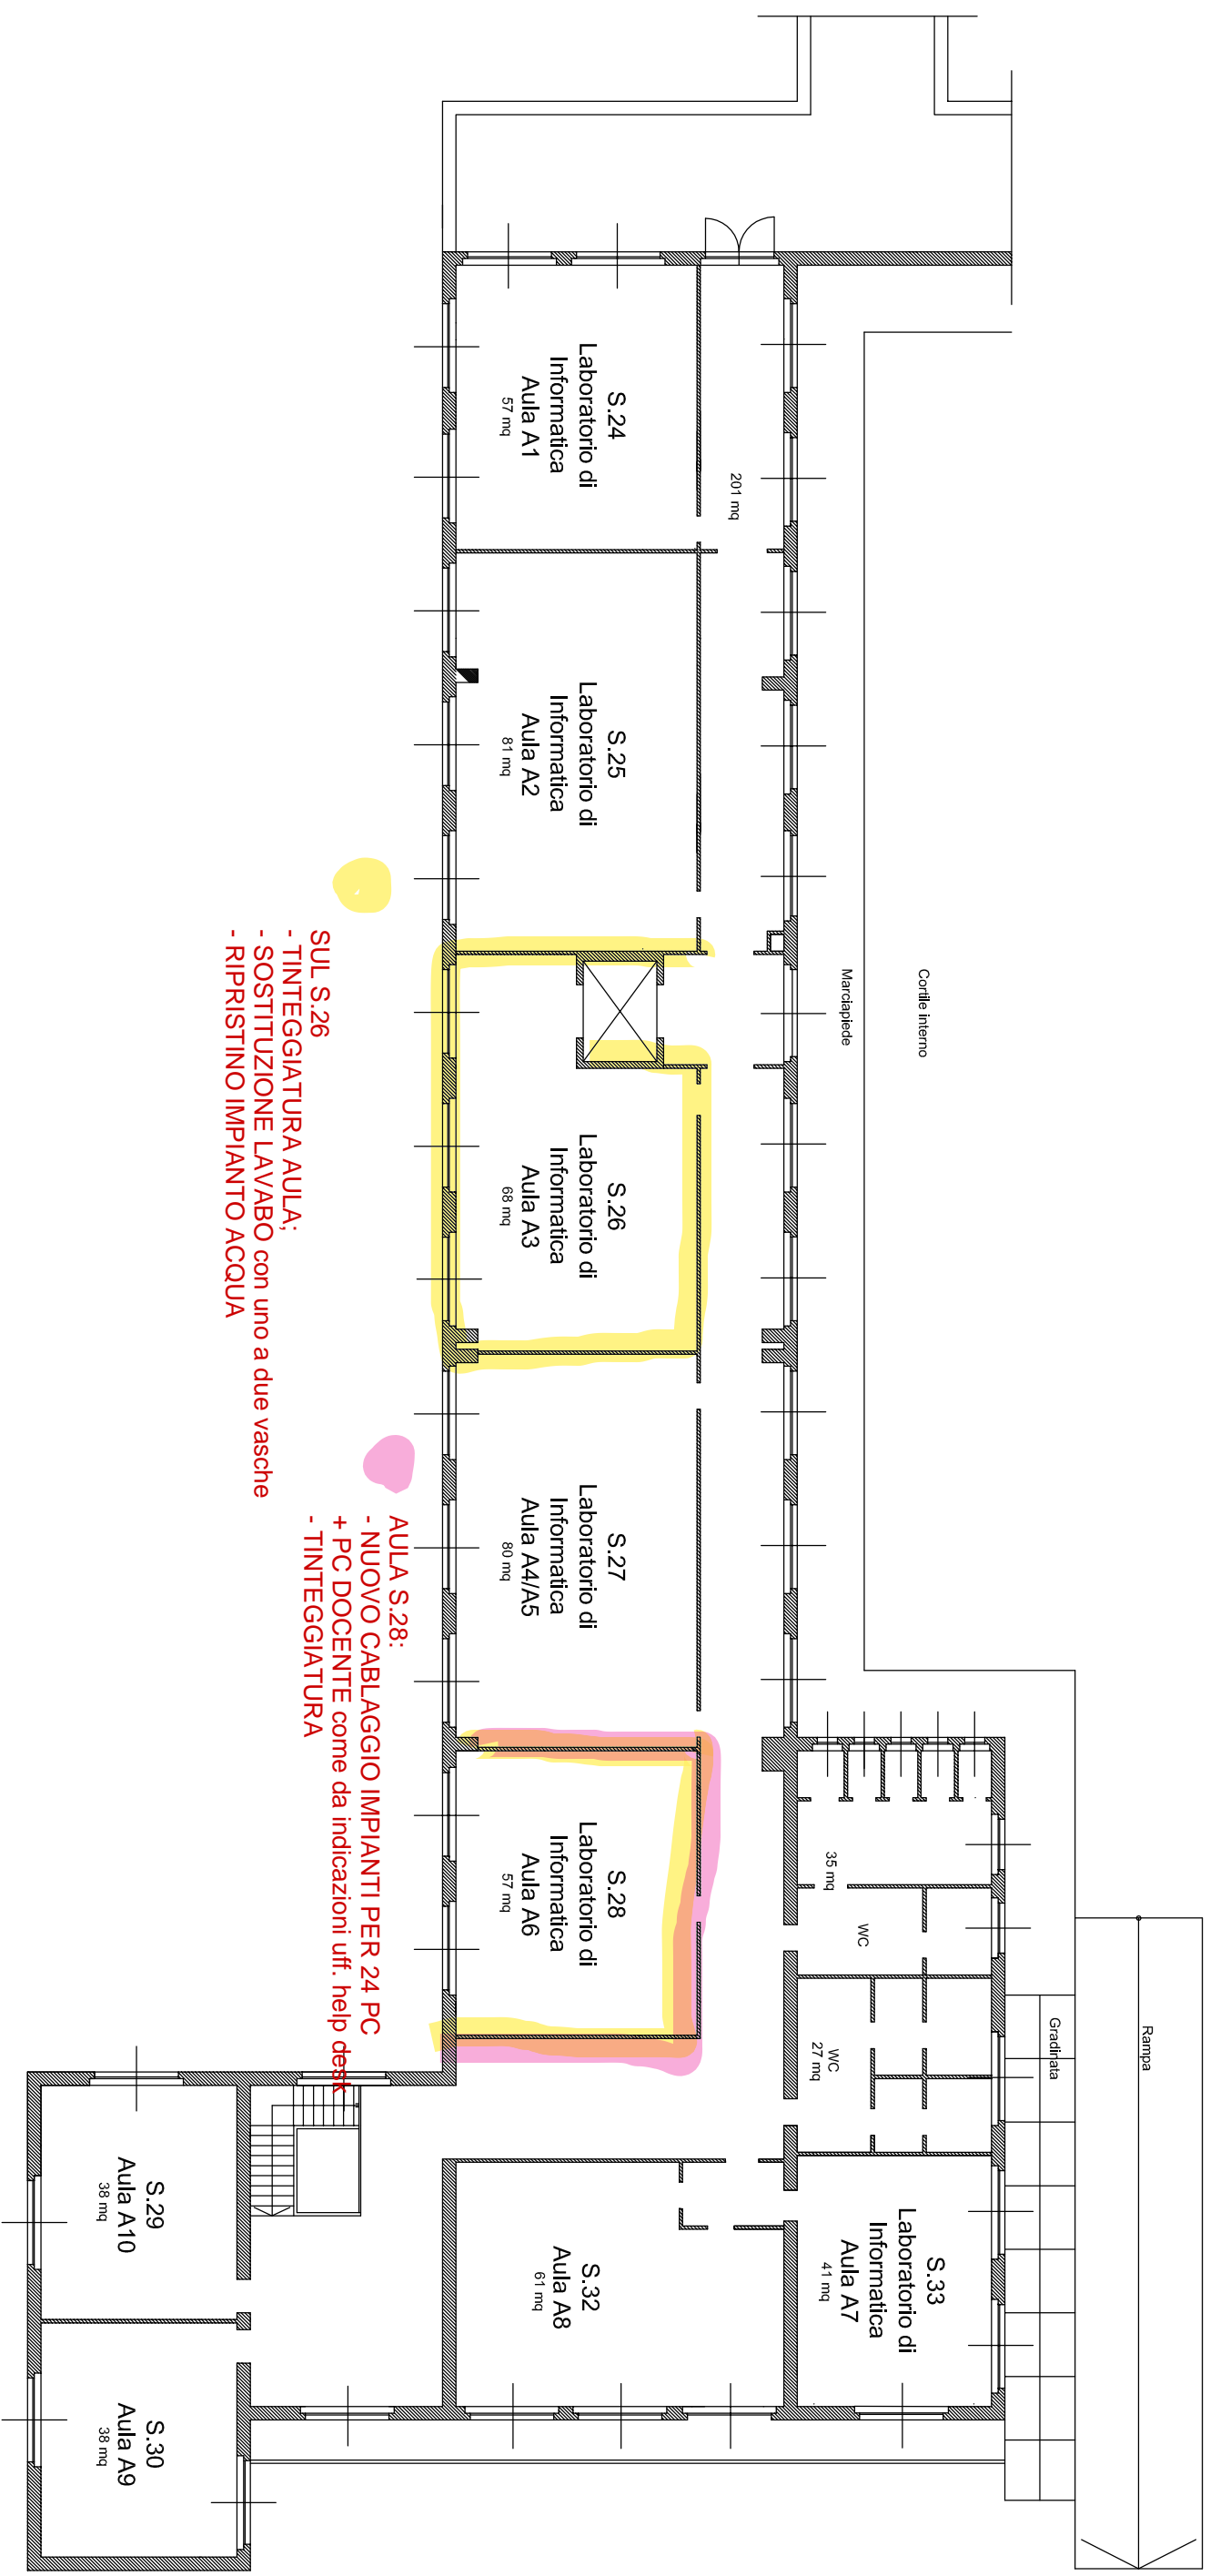 S.24
Laboratorio di
Informatica
Aula A1
57 mq
201 mq
S.25
Laboratorio di
Informatica
Aula A2
81 mq
Cortile interno
Marciapiede
S.26
Laboratorio di
Informatica
Aula A3
68 mq
SUL S.26
- TINTEGGIATURA AULA;
- SOSTITUZIONE LAVABO con uno a due vasche
- RIPRISTINO IMPIANTO ACQUA
S.27
Laboratorio di
Informatica
Aula A4/A5
80 mq
AULA S.28:
- NUOVO CABLAGGIO IMPIANTI PER 24 PC
+ PC DOCENTE come da indicazioni uff. help desk
- TINTEGGIATURA
S.28
Laboratorio di
Informatica
Aula A6
57 mq
35 mq
WC
WC
27 mq
Gradinata
Rampa
S.33
Laboratorio di
Informatica
Aula A7
41 mq
S.32
Aula A8
61 mq
S.29
Aula A10
38 mq
S.30
Aula A9
38 mq